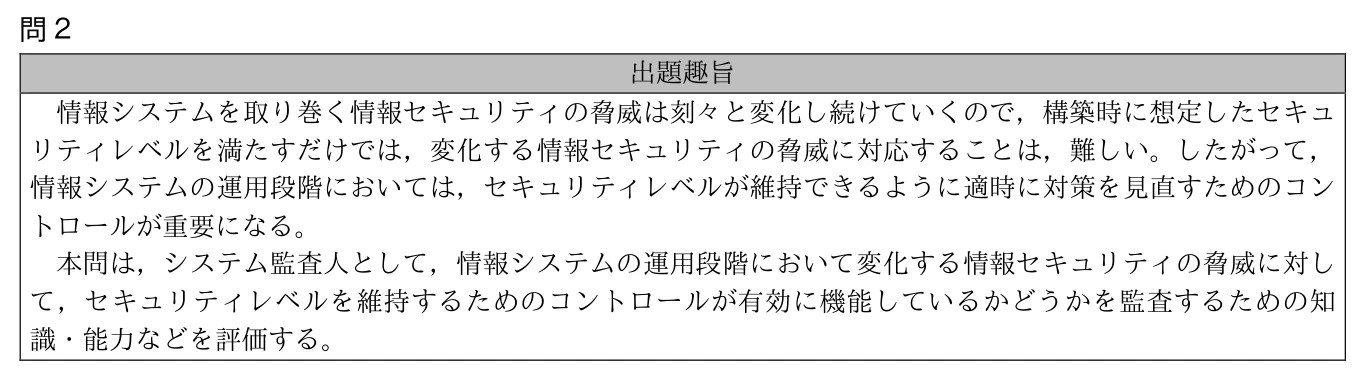 問2
出題趣旨
　情報システムを取り巻く情報セキュリティの脅威は刻々と変化し続けていくので，構築時に想定したセキュ
リティレベルを満たすだけでは，変化する情報セキュリティの脅威に対応することは，難しい。したがって，
情報システムの運用段階においては，セキュリティレベルが維持できるように適時に対策を見直すためのコン
トロールが重要になる。
　本問は，システム監査人として，情報システムの運用段階において変化する情報セキュリティの脅威に対し
て，セキュリティレベルを維持するためのコントロールが有効に機能しているかどうかを監査するための知
識・能力などを評価する。